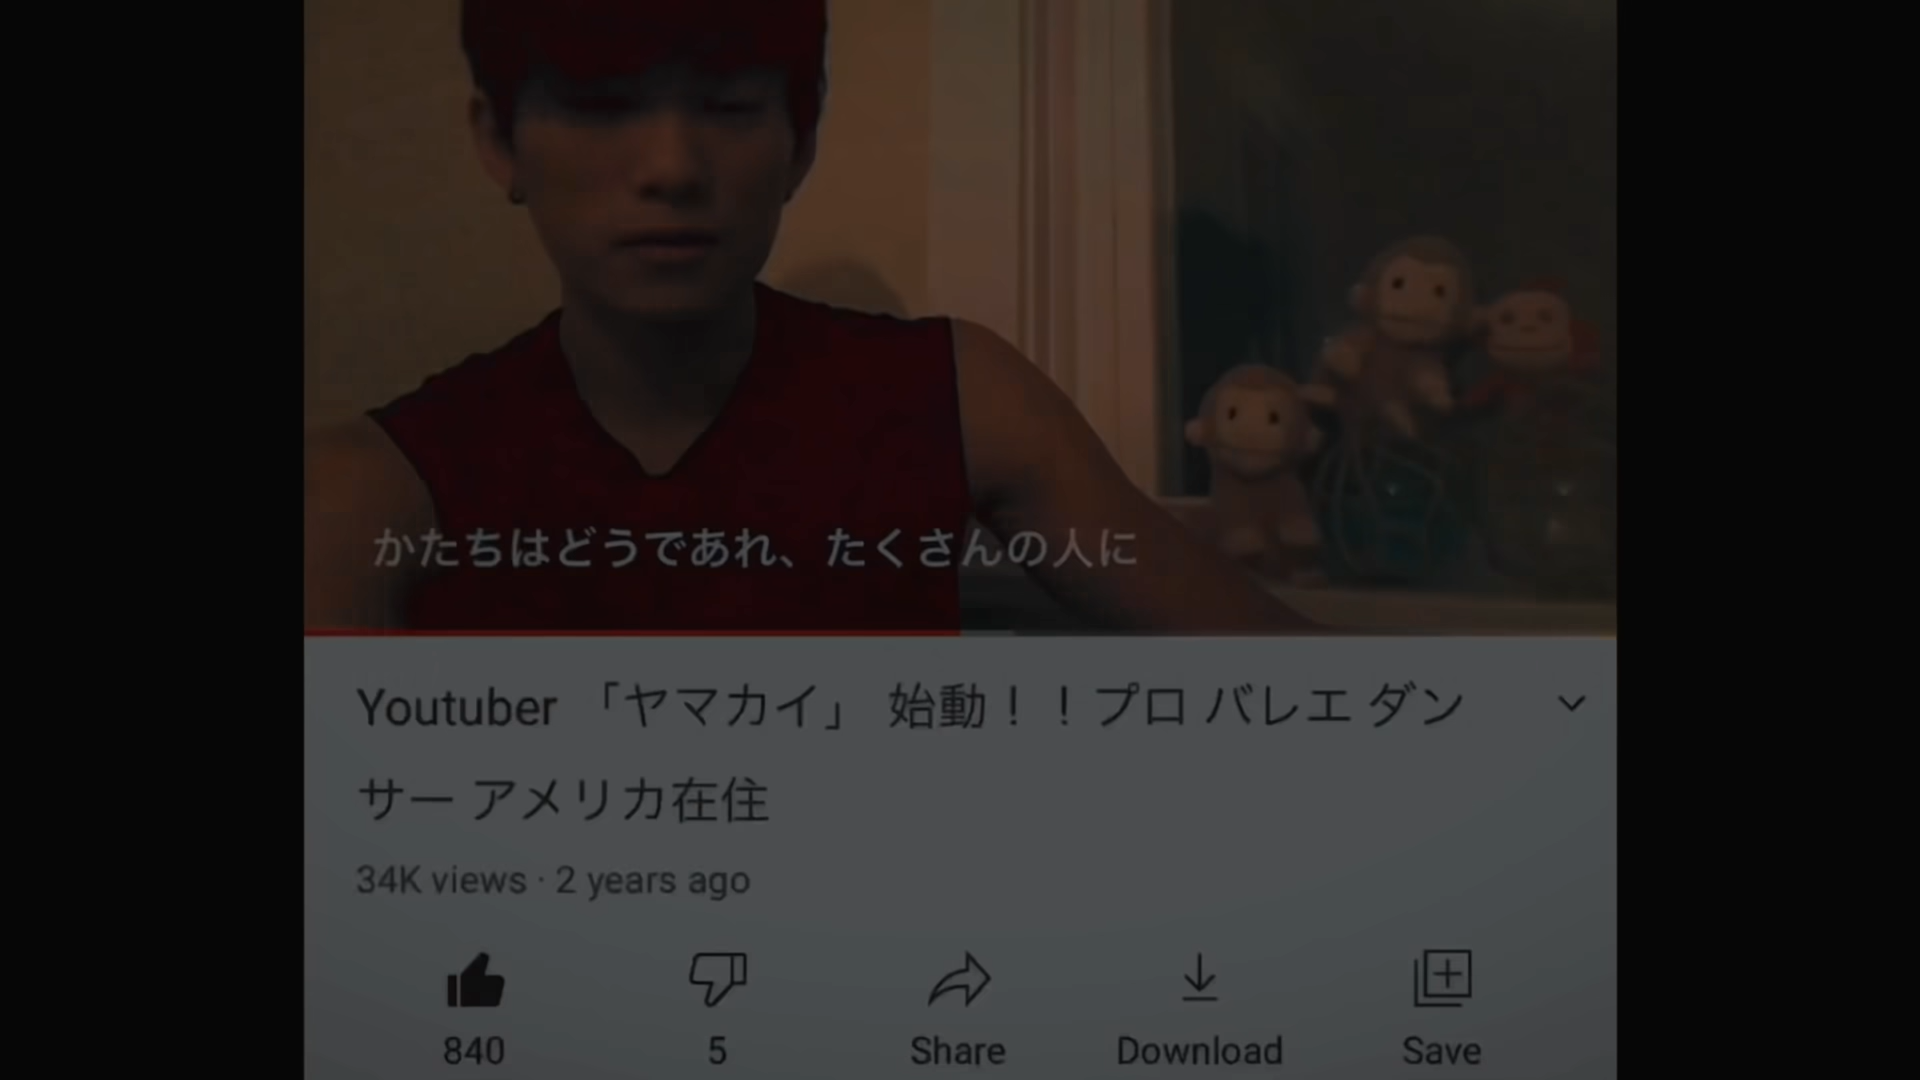 かたちはどうであれ、たくさんの人に
Youtuber 「ヤマカイ」 始動！！プロ バレエ ダン
サー アメリカ在住
34K views · 2 years ago
840
5
Share
Download
Save